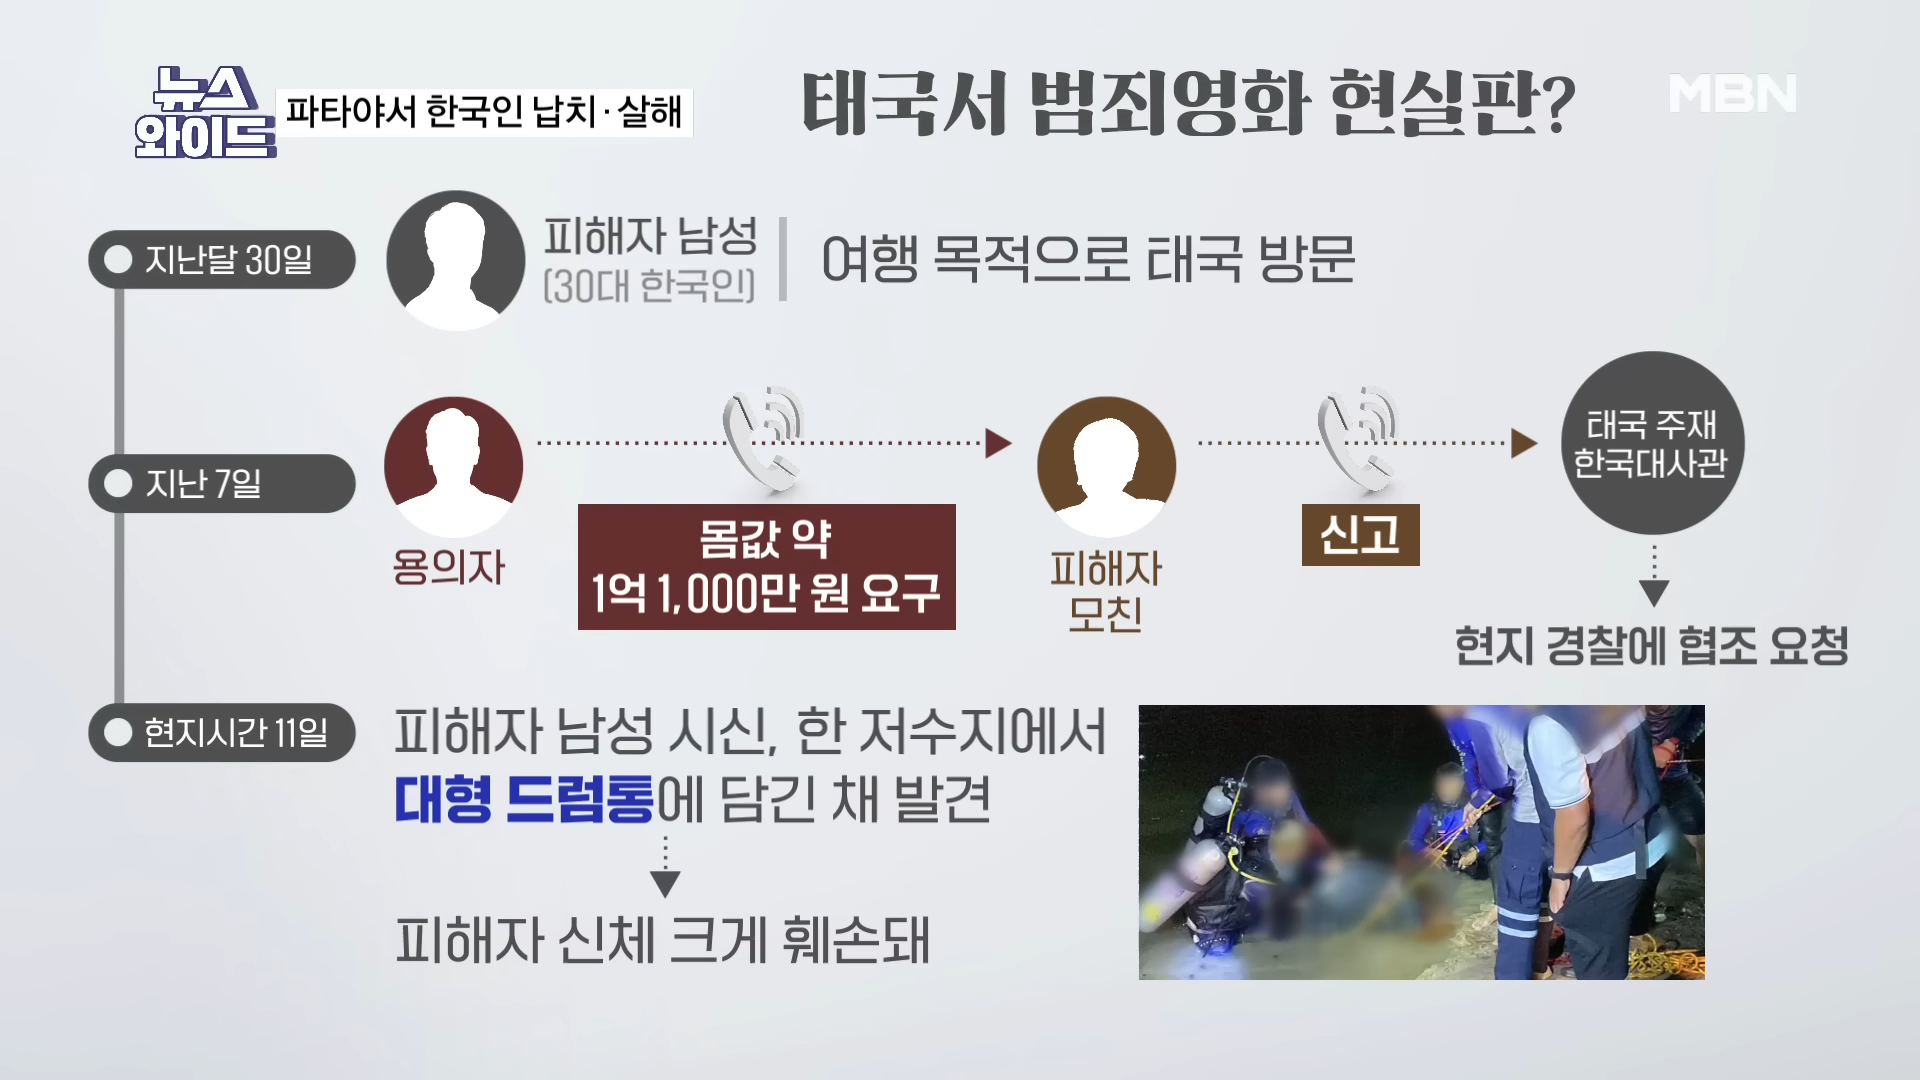 뉴스
와이드
파타야서 한국인 납치·살해
태국서 범죄영화 현실판?
MBN
지난달 30일
피해자 남성
(30대 한국인)
여행 목적으로 태국 방문
지난 7일
용의자
몸값 약
1억 1,000만 원 요구
피해자
모친
신고
태국 주재
한국대사관
현지 경찰에 협조 요청
현지시간 11일
피해자 남성 시신, 한 저수지에서
대형 드럼통에 담긴 채 발견
피해자 신체 크게 훼손돼